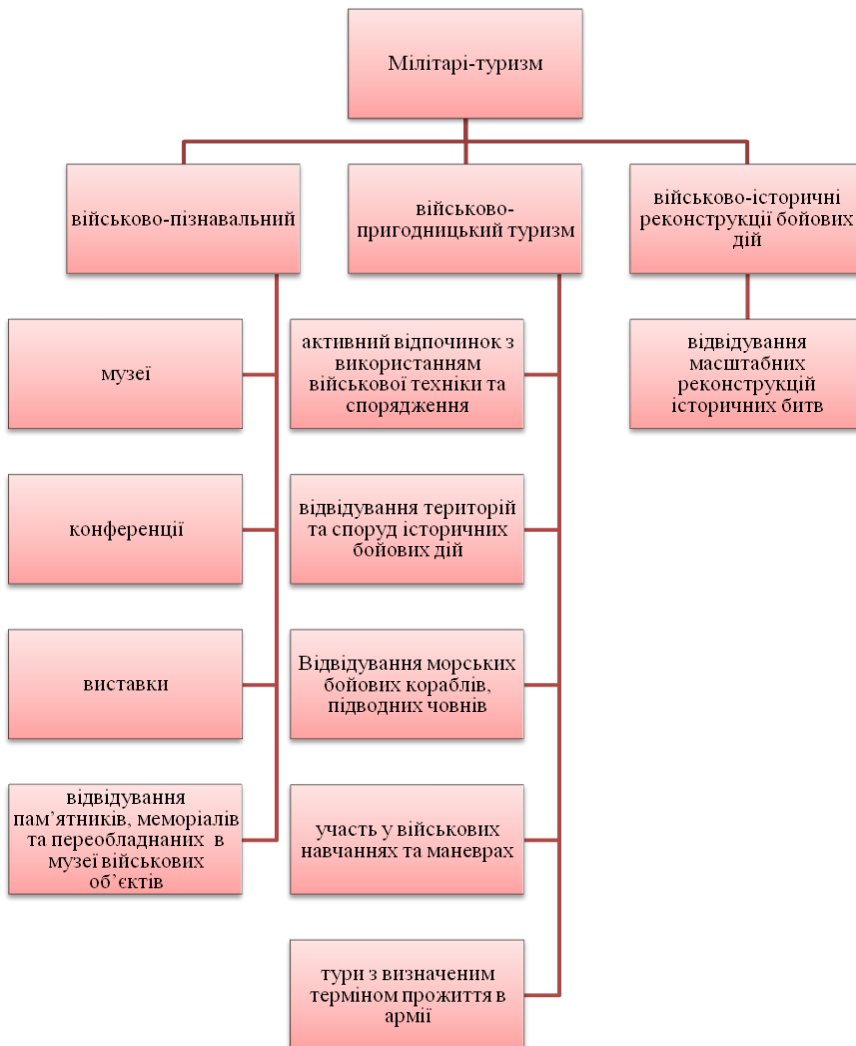 Мілітарі-туризм
військово-пізнавальний
військово-
пригодницький туризм
військово-історичні
реконструкції бойових
дій
музеї
конференції
виставки
відвідування
пам’ятників, меморіалів
та переобладнаних в
музеї військових
об’єктів
активний відпочинок з
використанням
військової техніки та
спорядження
відвідування територій
та споруд історичних
бойових дій
Відвідування морських
бойових кораблів,
підводних човнів
участь у військових
навчаннях та маневрах
тури з визначеним
терміном прожиття в
армії
відвідування
масштабних
реконструкцій
історичних битв